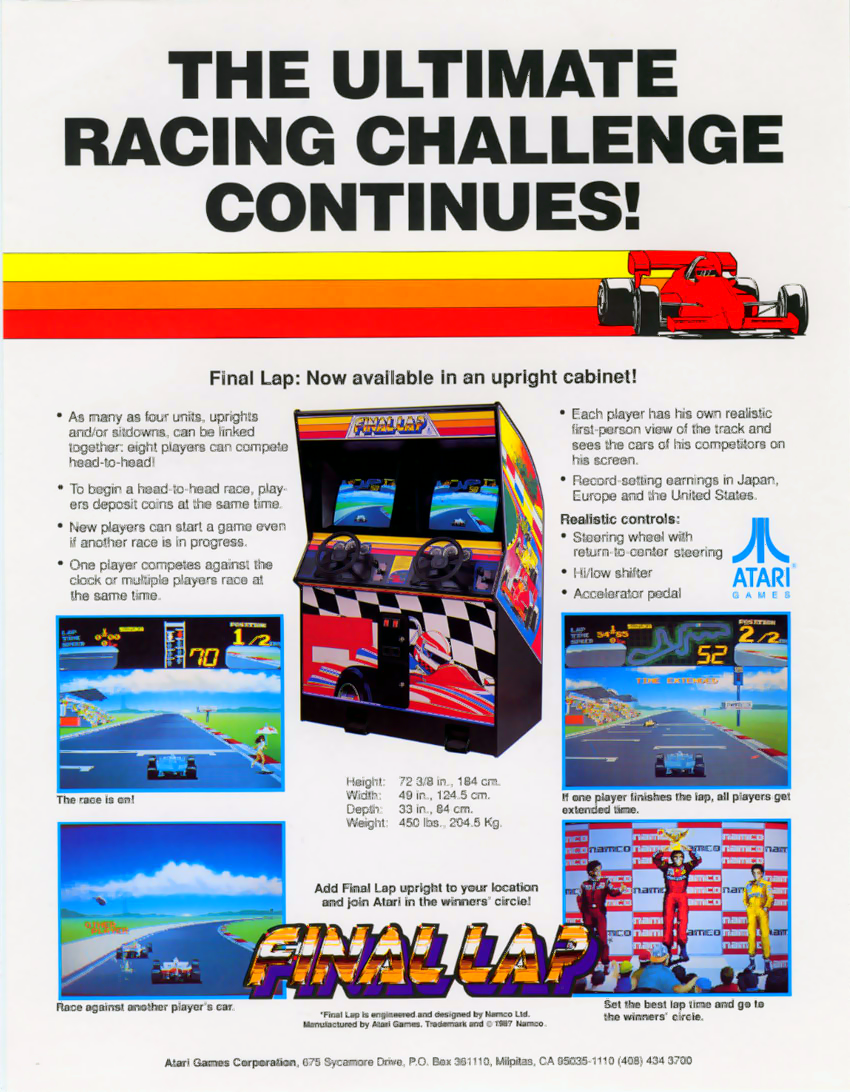 THE ULTIMATE
RACING CHALLENGE
CONTINUES!
Final Lap: Now available in an upright cabinet!
• As many as four units, uprights
and/or sitdowns, can be linked
together: eight players can compete
head-to-head!
• To begin a head-to-head race, play-
ers deposit coins at the same time.
• New players can start a game even
if another race is in progress.
• One player competes against the
clock or multiple players race at
the same time.
FINAL LAP
• Each player has his own realistic
first-person view of the track and
sees the cars of his competitors on
his screen.
• Record-setting earnings in Japan,
Europe and the United States.
Realistic controls:
• Steering wheel with
return-to-center steering
• Hi/low shifter
• Accelerator pedal
ATARI®
GAMES
LAP
TIME
SPEED
0"00
SUZUKA
70
POSITION
1/2
The race is on!
LAP
TIME
SPEED
54"55
52
POSITION
2/2
TIME EXTENDED
If one player finishes the lap, all players get
extended time.
Height: 72 3/8 in., 184 cm.
Width: 49 in., 124.5 cm.
Depth: 33 in., 84 cm.
Weight: 450 lbs., 204.5 Kg.
Add Final Lap upright to your location
and join Atari in the winners' circle!
Race against another player's car.
FINAL LAP
namco
Set the best lap time and go to
the winners' circle.
*Final Lap is engineered and designed by Namco Ltd.
Manufactured by Atari Games. Trademark and © 1987 Namco.
Atari Games Corporation, 675 Sycamore Drive, P.O. Box 361110, Milpitas, CA 95035-1110 (408) 434 3700